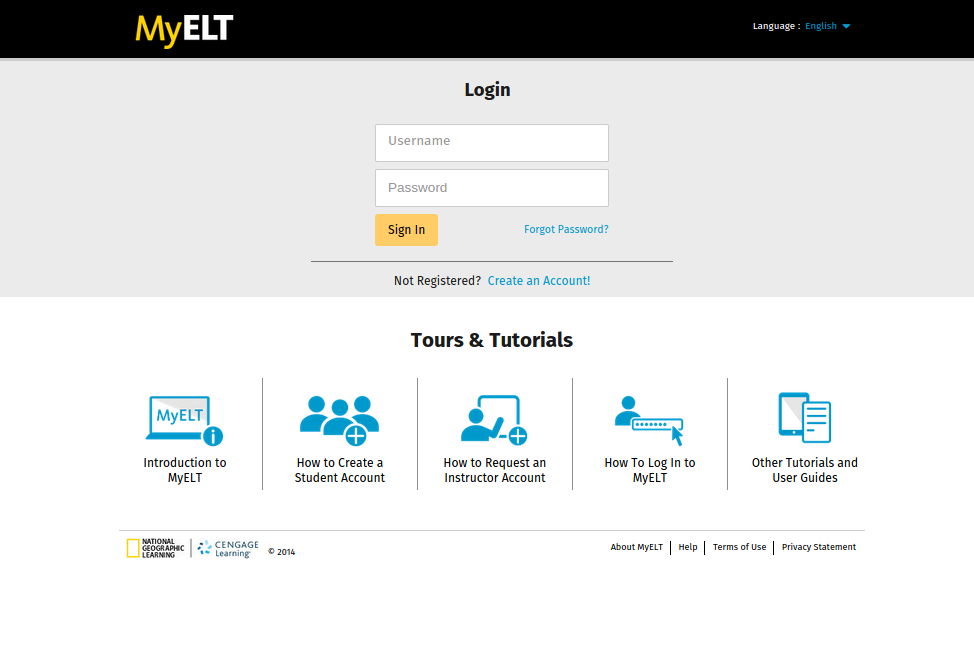 MyELT
Language : English
Login
Username
Password
Sign In
Forgot Password?
Not Registered? Create an Account!
Tours & Tutorials
MyELT
Introduction to
MyELT
How to Create a
Student Account
How to Request an
Instructor Account
How To Log In to
MyELT
Other Tutorials and
User Guides
NATIONAL
GEOGRAPHIC
LEARNING
CENGAGE
Learning
© 2014
About MyELT
Help
Terms of Use
Privacy Statement